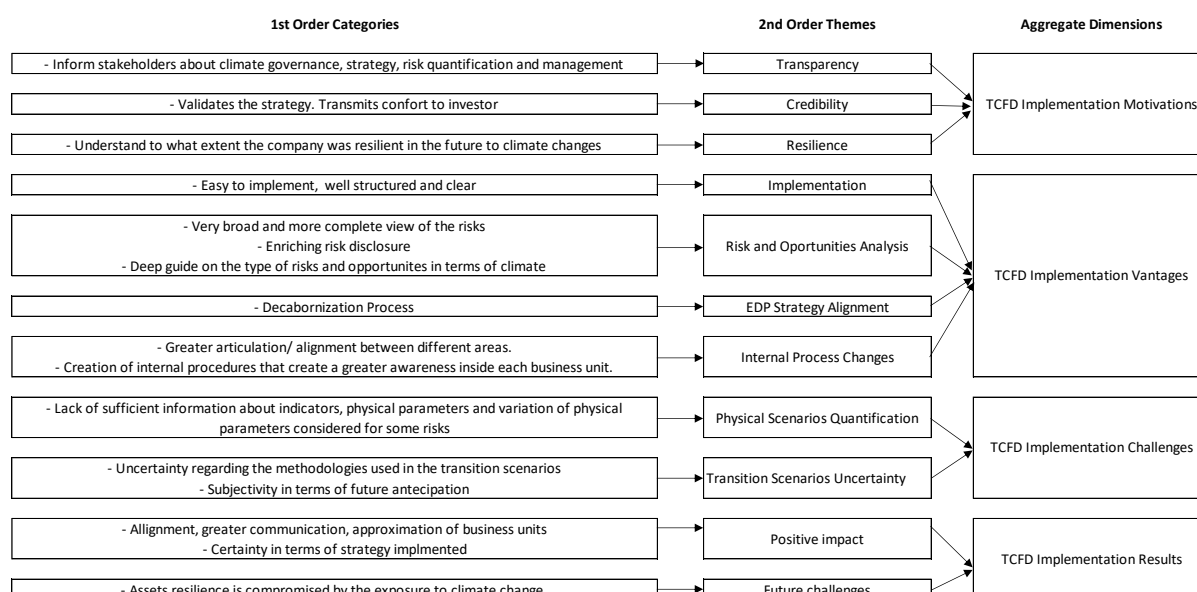 1st Order Categories
2nd Order Themes
Aggregate Dimensions
- Inform stakeholders about climate governance, strategy, risk quantification and management
Transparency
- Validates the strategy. Transmits confort to investor
Credibility
TCFD Implementation Motivations
- Understand to what extent the company was resilient in the future to climate changes
Resilience
- Easy to implement, well structured and clear
Implementation
- Very broad and more complete view of the risks
- Enriching risk disclosure
- Deep guide on the type of risks and opportunites in terms of climate
Risk and Oportunities Analysis
TCFD Implementation Vantages
- Decabornization Process
EDP Strategy Alignment
- Greater articulation/ alignment between different areas.
- Creation of internal procedures that create a greater awareness inside each business unit.
Internal Process Changes
- Lack of sufficient information about indicators, physical parameters and variation of physical
parameters considered for some risks
Physical Scenarios Quantification
TCFD Implementation Challenges
- Uncertainty regarding the methodologies used in the transition scenarios
- Subjectivity in terms of future antecipation
Transition Scenarios Uncertainty
- Allignment, greater communication, approximation of business units
- Certainty in terms of strategy implmented
Positive impact
TCFD Implementation Results
- Assets resilience is compromised by the exposure to climate change
Future challenges